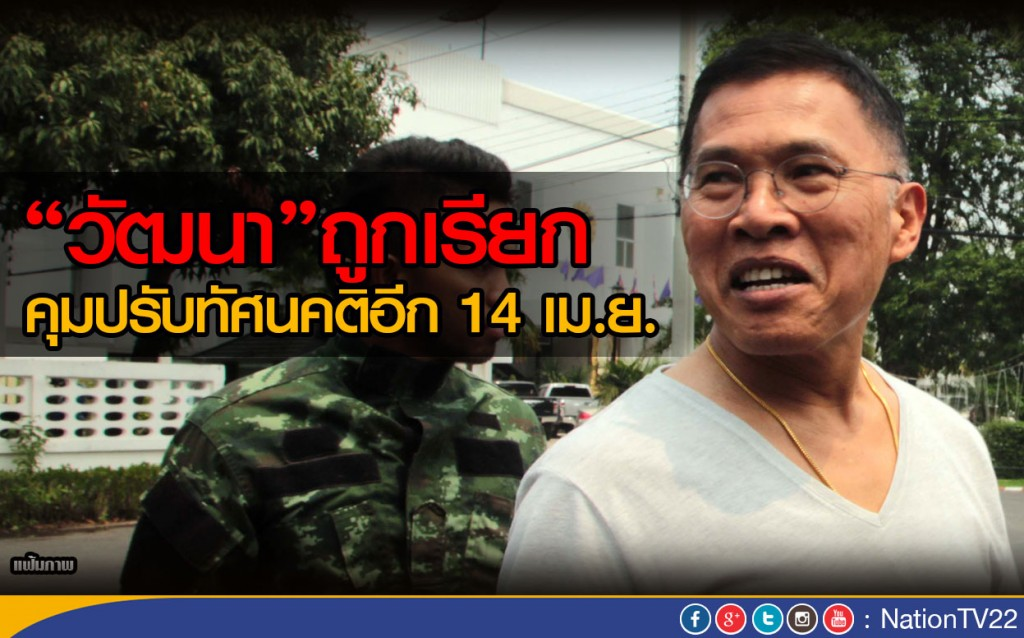 “วัฒนา”ถูกเรียก
คุมปรับทัศนคติอีก 14 เม.ย.
แฟ้มภาพ
: NationTV22